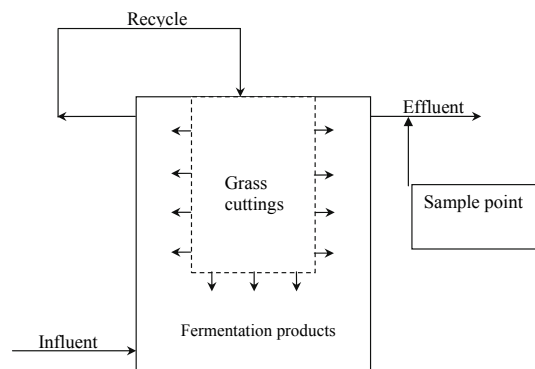 Recycle
Effluent
Grass
cuttings
Sample point
Fermentation products
Influent